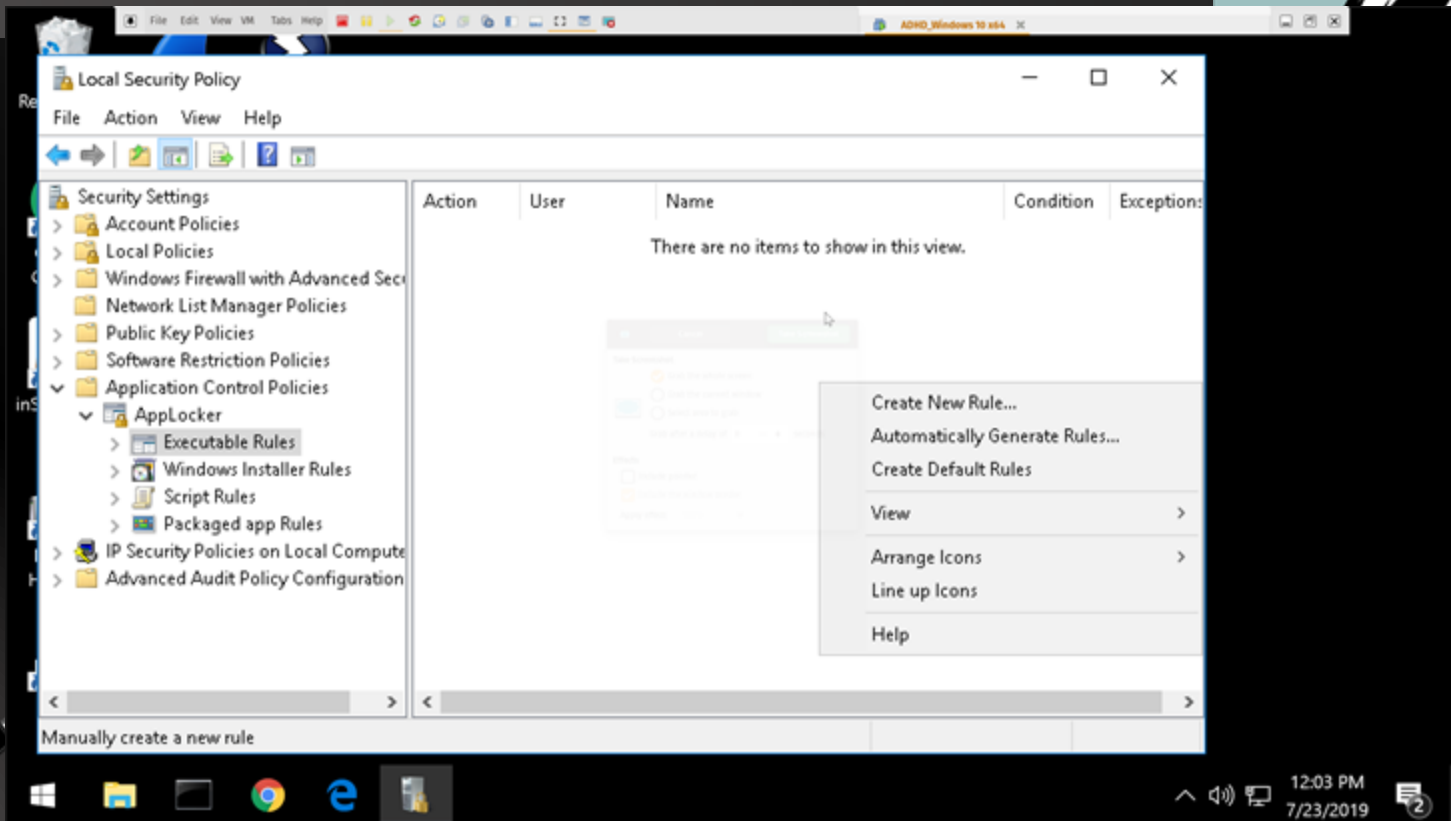 File Edit View VM Tabs Help
ADHD_Windows 10 x64
Re
Local Security Policy
File Action View Help
Security Settings
Account Policies
Local Policies
Windows Firewall with Advanced Secu
Network List Manager Policies
Public Key Policies
Software Restriction Policies
Application Control Policies
inS
AppLocker
Executable Rules
Windows Installer Rules
Script Rules
Packaged app Rules
IP Security Policies on Local Compute
Advanced Audit Policy Configuration
Action User Name Condition Exceptions
There are no items to show in this view.
Create New Rule...
Automatically Generate Rules...
Create Default Rules
View
Arrange Icons
Line up Icons
Help
Manually create a new rule
12:03 PM
7/23/2019
2